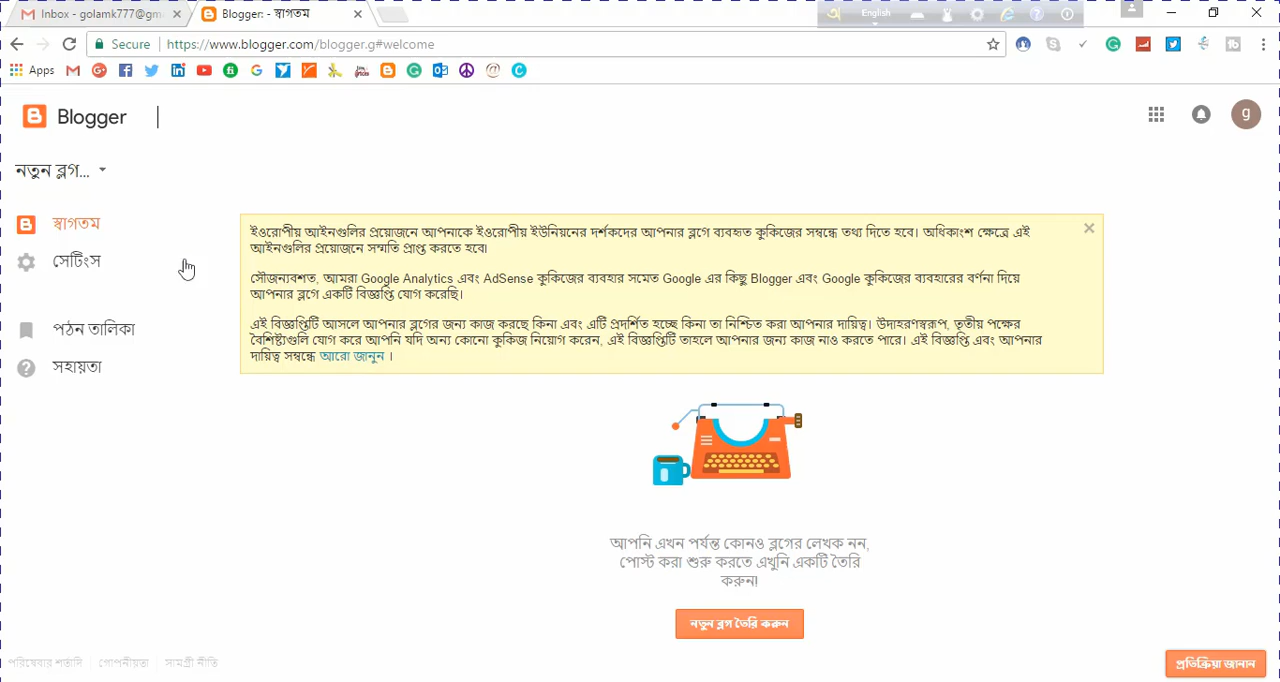 Inbox - golamk777@gm
Blogger: - স্বাগতম
English
Secure
https://www.blogger.com/blogger.g#welcome
Apps
Blogger
g
নতুন ব্লগ...
স্বাগতম
সেটিংস
পঠন তালিকা
সহায়তা
ইওরোপীয় আইনগুলির প্রয়োজনে আপনাকে ইওরোপীয় ইউনিয়নের দর্শকদের আপনার ব্লগে ব্যবহৃত কুকিজের সম্বন্ধে তথ্য দিতে হবে। অধিকাংশ ক্ষেত্রে এই
আইনগুলির প্রয়োজনে সম্মতি প্রাপ্ত করতে হবে৷
সৌজন্যবশত, আমরা Google Analytics এবং AdSense কুকিজের ব্যবহার সমেত Google এর কিছু Blogger এবং Google কুকিজের ব্যবহারের বর্ণনা দিয়ে
আপনার ব্লগে একটি বিজ্ঞপ্তি যোগ করেছি।
এই বিজ্ঞপ্তিটি আসলে আপনার ব্লগের জন্য কাজ করছে কিনা এবং এটি প্রদর্শিত হচ্ছে কিনা তা নিশ্চিত করা আপনার দায়িত্ব। উদাহরণস্বরূপ, তৃতীয় পক্ষের
বৈশিষ্ট্যগুলি যোগ করে আপনি যদি অন্য কোনো কুকিজ নিয়োগ করেন, এই বিজ্ঞপ্তিটি তাহলে আপনার জন্য কাজ নাও করতে পারে। এই বিজ্ঞপ্তি এবং আপনার
দায়িত্ব সম্বন্ধে আরো জানুন ।
আপনি এখন পর্যন্ত কোনও ব্লগের লেখক নন,
পোস্ট করা শুরু করতে এখুনি একটি তৈরি
করুন!
নতুন ব্লগ তৈরি করুন
পরিষেবার শর্তাদি
গোপনীয়তা
সামগ্রী নীতি
প্রতিক্রিয়া জানান